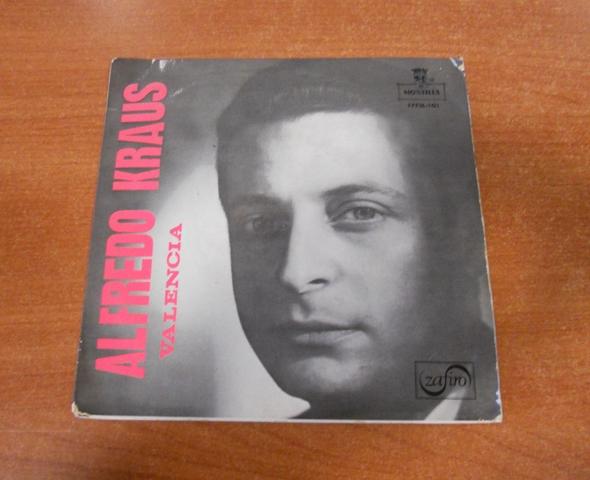 ALFREDO KRAUS
VALENCIA
MONTILLA
zafiro